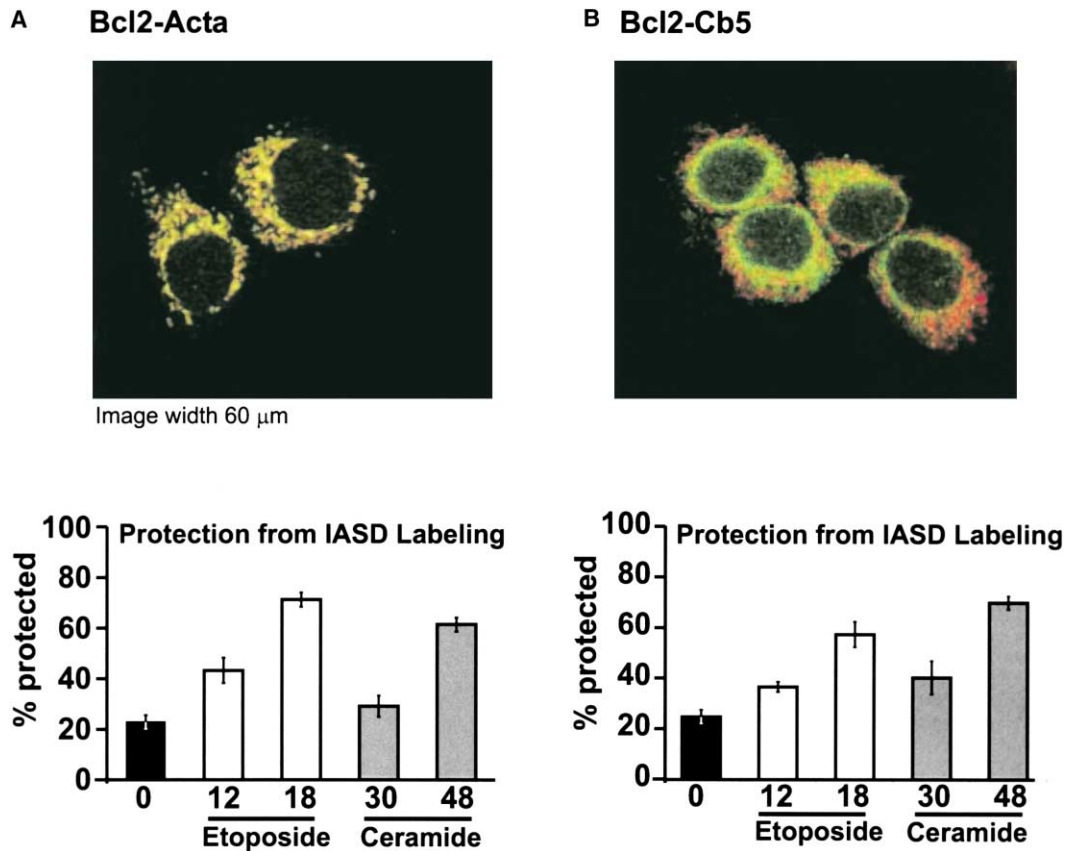 A Bcl2-Acta
Image width 60 μm
Protection from IASD Labeling
% protected
100
80
60
40
20
0
0 12 18 30 48
Etoposide Ceramide
B Bcl2-Cb5
Protection from IASD Labeling
% protected
100
80
60
40
20
0
0 12 18 30 48
Etoposide Ceramide